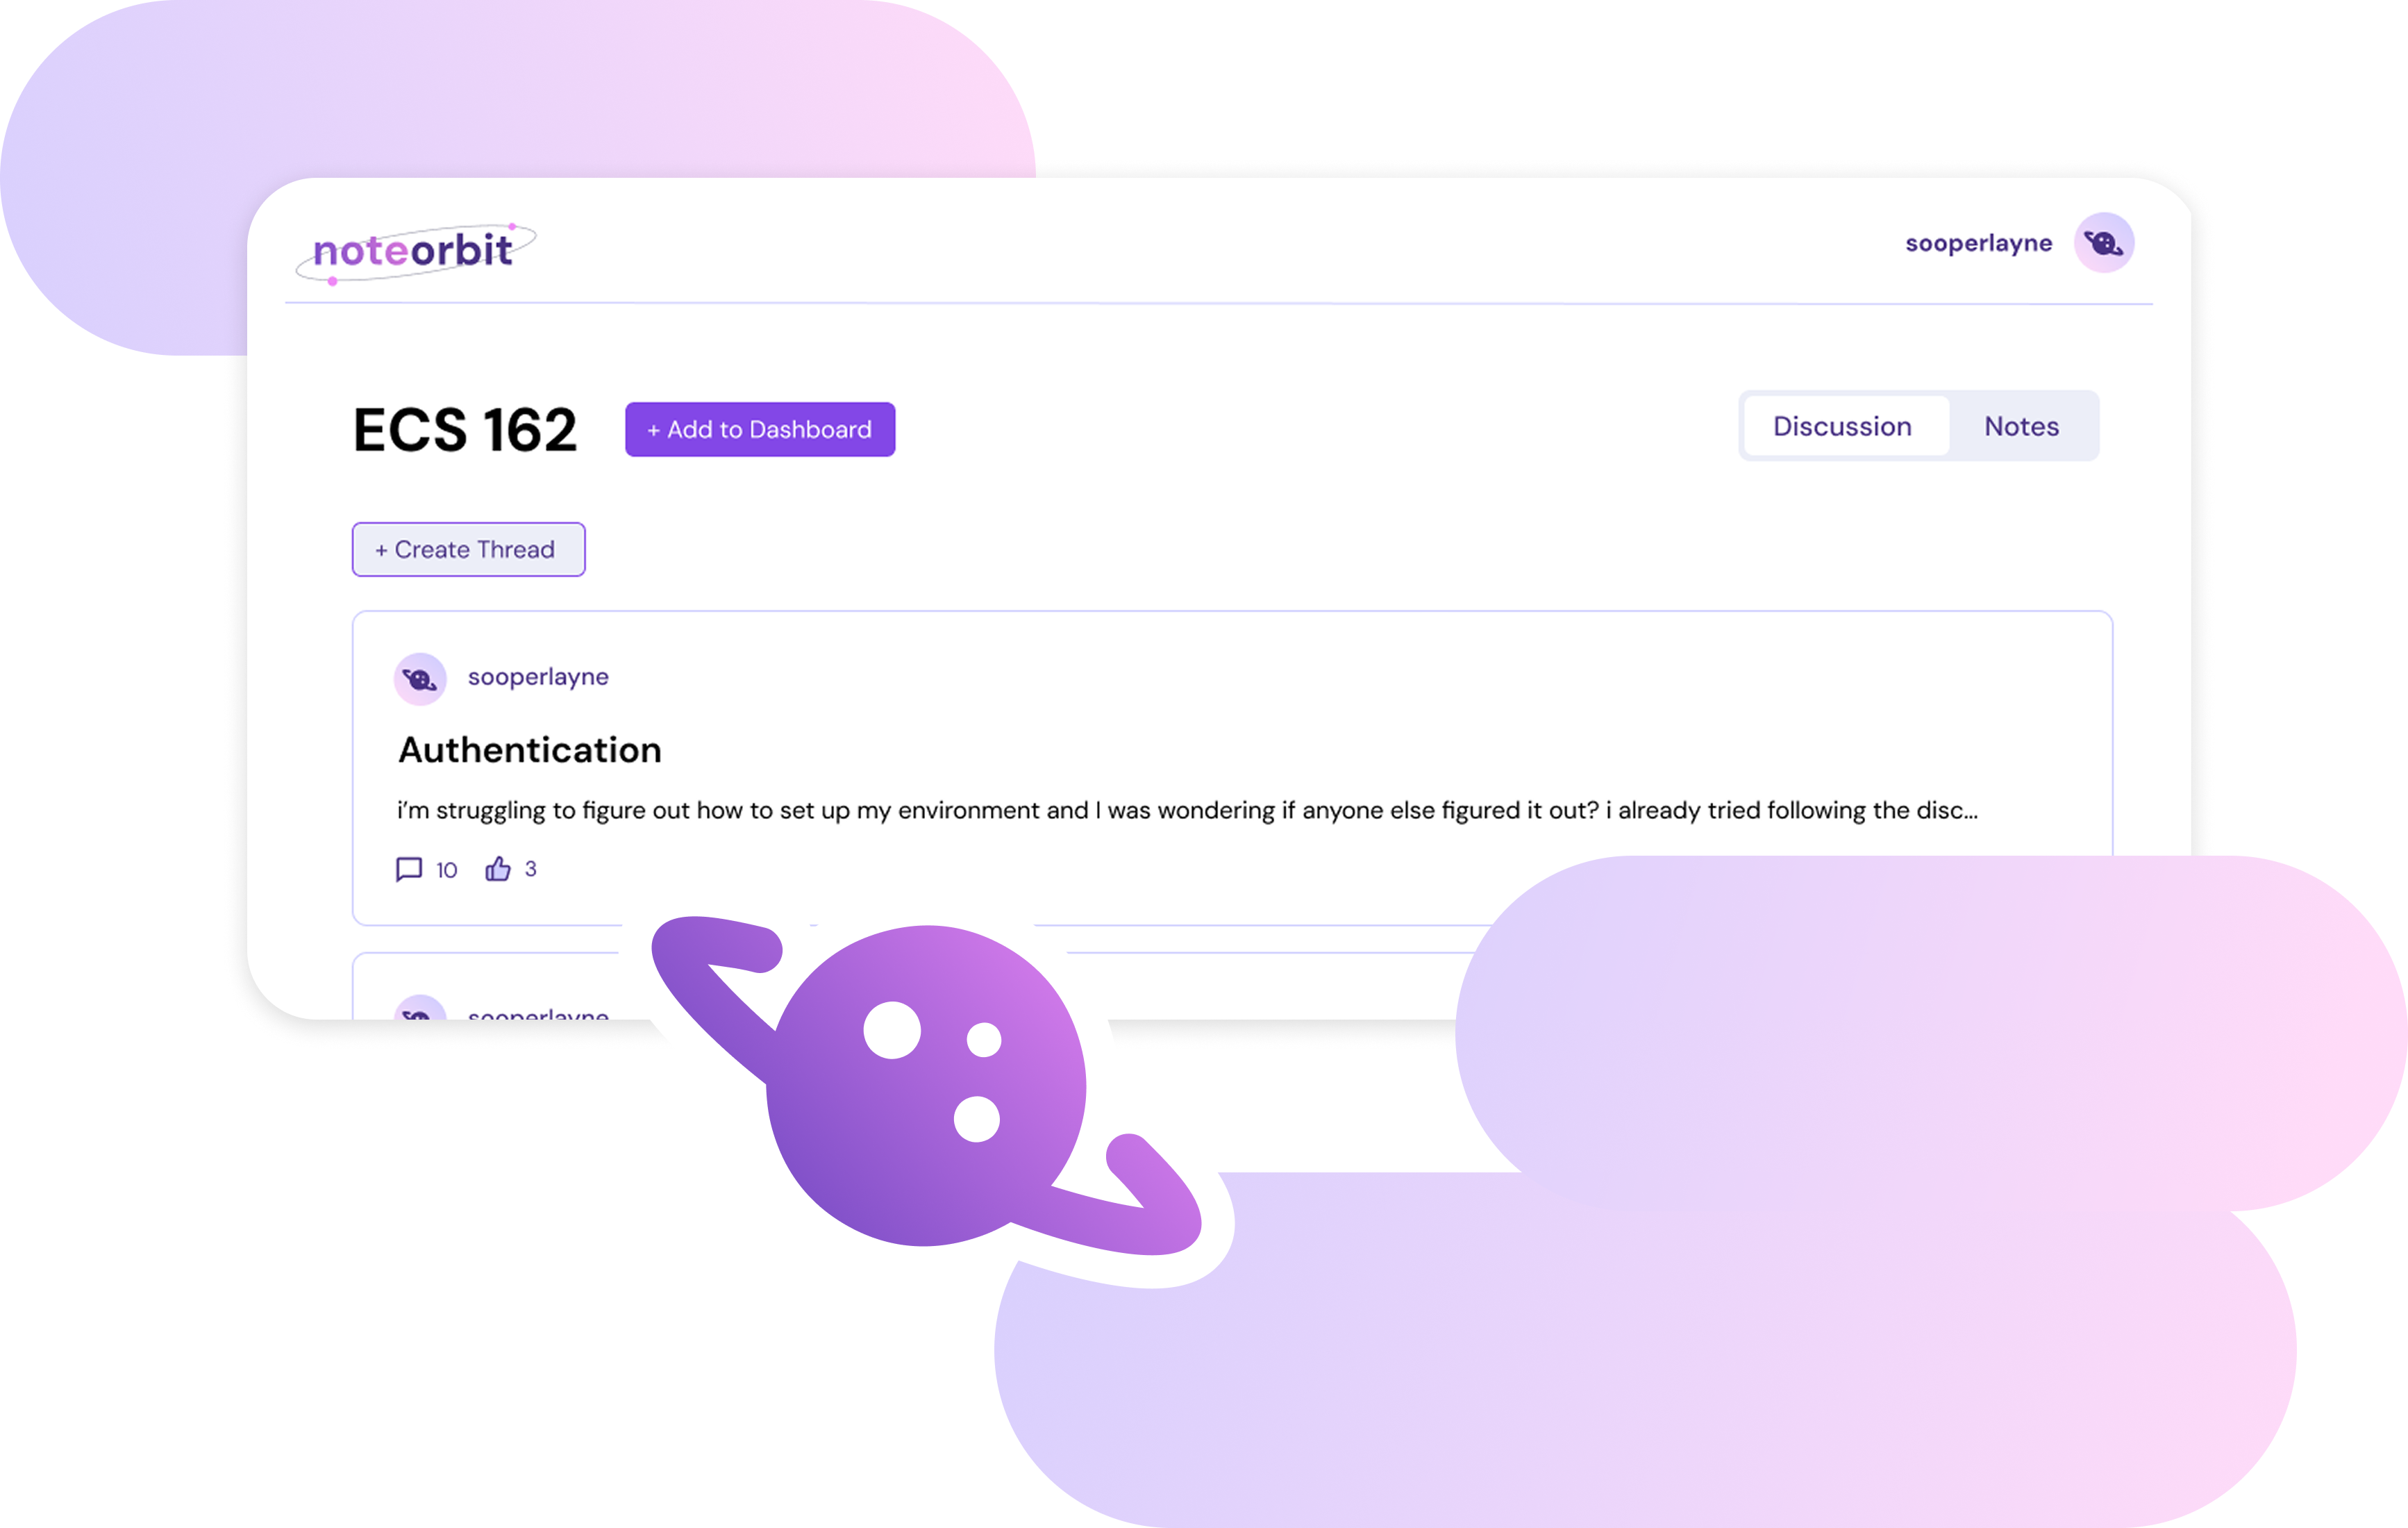 noteorbit
sooperlayne
ECS 162
+ Add to Dashboard
Discussion
Notes
+ Create Thread
sooperlayne
Authentication
i'm struggling to figure out how to set up my environment and I was wondering if anyone else figured it out? i already tried following the disc...
10
3
sooperlayne